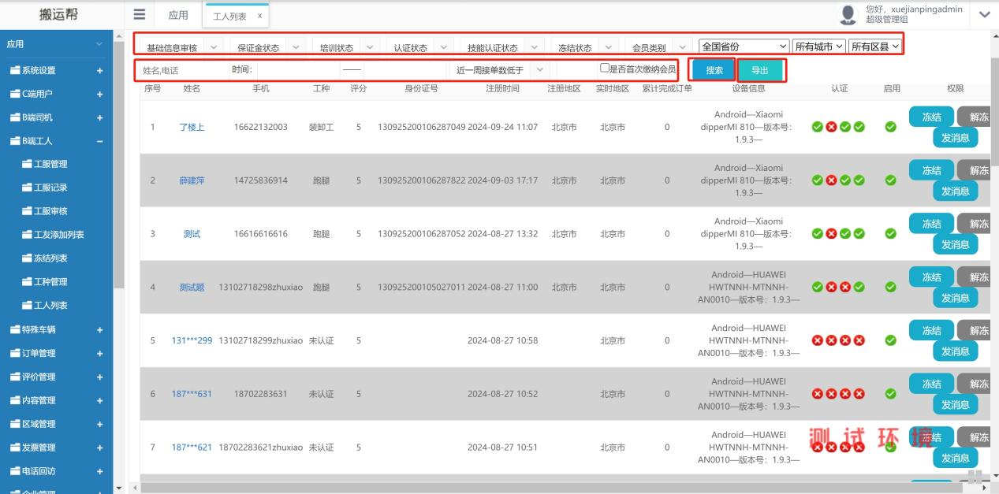 搬运帮
应用
工人列表 x
您好，xuejianpingadmin
超级管理组
应用
系统设置 +
C端用户 +
B端司机 +
B端工人 −
工服管理
工服记录
工服审核
工友添加列表
冻结列表
工种管理
工人列表
特殊车辆 +
订单管理 +
评价管理 +
内容管理 +
区域管理 +
发票管理 +
电话回访 +
企业管理 +
基础信息审核 保证金状态 培训状态 认证状态 技能认证状态 冻结状态 会员类别 全国省份 所有城市 所有区县
姓名,电话 时间： —— 近一周接单数低于 是否首次缴纳会员 搜索 导出
序号 姓名 手机 工种 评分 身份证号 注册时间 注册地区 实时地区 累计完成订单 设备信息 认证 启用 权限
1 了楼上 16622132003 装卸工 5 130925200106287049 2024-09-24 11:07 北京市 北京市 0 Android—Xiaomi dipperMI 810—版本号：1.9.3— 冻结 解冻 发消息
2 薛建萍 14725836914 跑腿 5 130925200106287822 2024-09-03 17:17 北京市 北京市 0 Android—Xiaomi dipperMI 810—版本号：1.9.3— 冻结 解冻 发消息
3 测试 16616616616 跑腿 5 130925200106287052 2024-08-27 13:32 北京市 北京市 0 Android—Xiaomi dipperMI 810—版本号：1.9.3— 冻结 解冻 发消息
4 测试题 13102718298zhuxiao 跑腿 5 130925200105027011 2024-08-27 11:00 北京市 北京市 0 Android—HUAWEI HWTNNH-MTNNH-AN0010—版本号：1.9.3— 冻结 解冻 发消息
5 131***299 13102718299zhuxiao 未认证 5 2024-08-27 10:58 北京市 0 Android—HUAWEI HWTNNH-MTNNH-AN0010—版本号：1.9.3— 冻结 解冻 发消息
6 187***631 18702283631 未认证 5 2024-08-27 10:52 北京市 0 Android—HUAWEI HWTNNH-MTNNH-AN0010—版本号：1.9.3— 冻结 解冻 发消息
7 187***621 18702283621zhuxiao 未认证 5 2024-08-27 10:51 北京市 0 Android—HUAWEI HWTNNH-MTNNH-AN0010—版本号：1.9.3— 冻结 解冻 发消息
测试环境